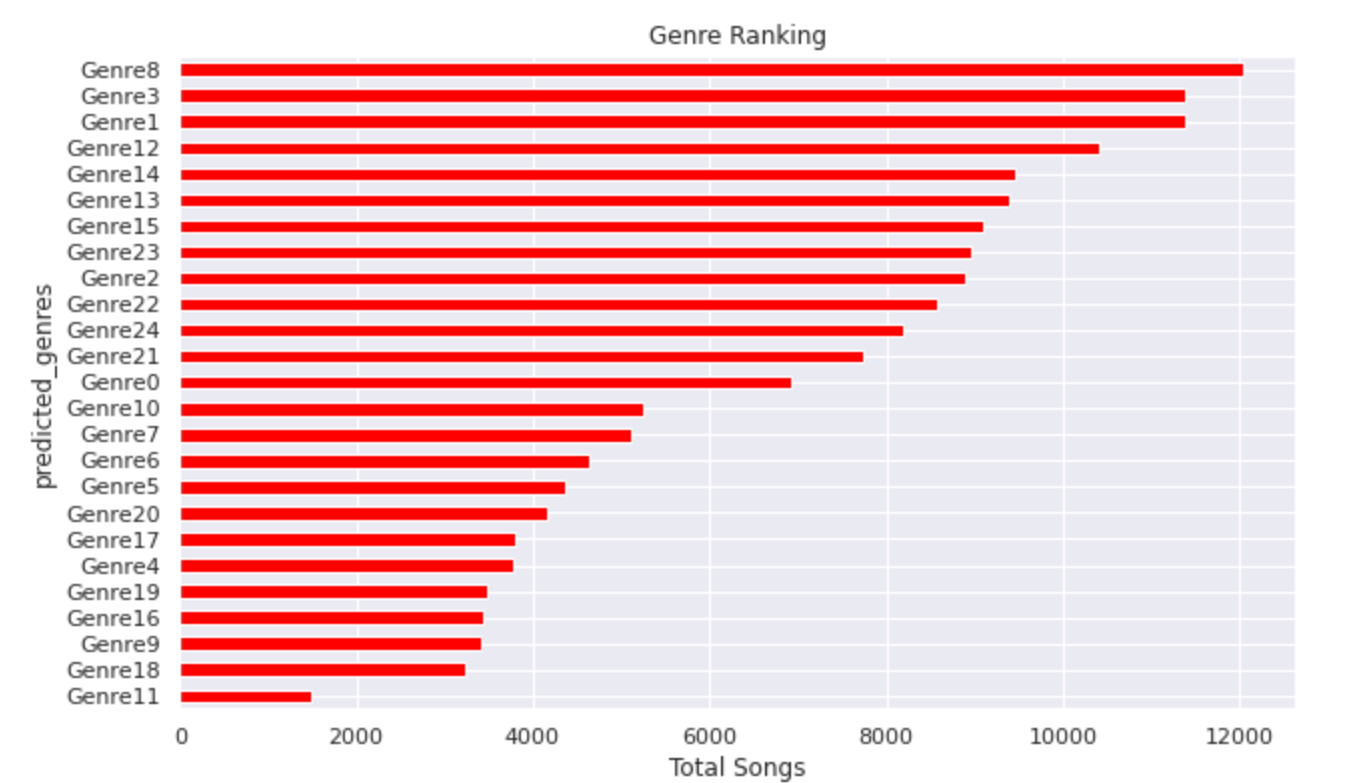 Genre Ranking
Genre8
Genre3
Genre1
Genre12
Genre14
Genre13
Genre15
Genre23
Genre2
Genre22
Genre24
Genre21
Genre0
Genre10
Genre7
Genre6
Genre5
Genre20
Genre17
Genre4
Genre19
Genre16
Genre9
Genre18
Genre11
predicted_genres
0 2000 4000 6000 8000 10000 12000
Total Songs